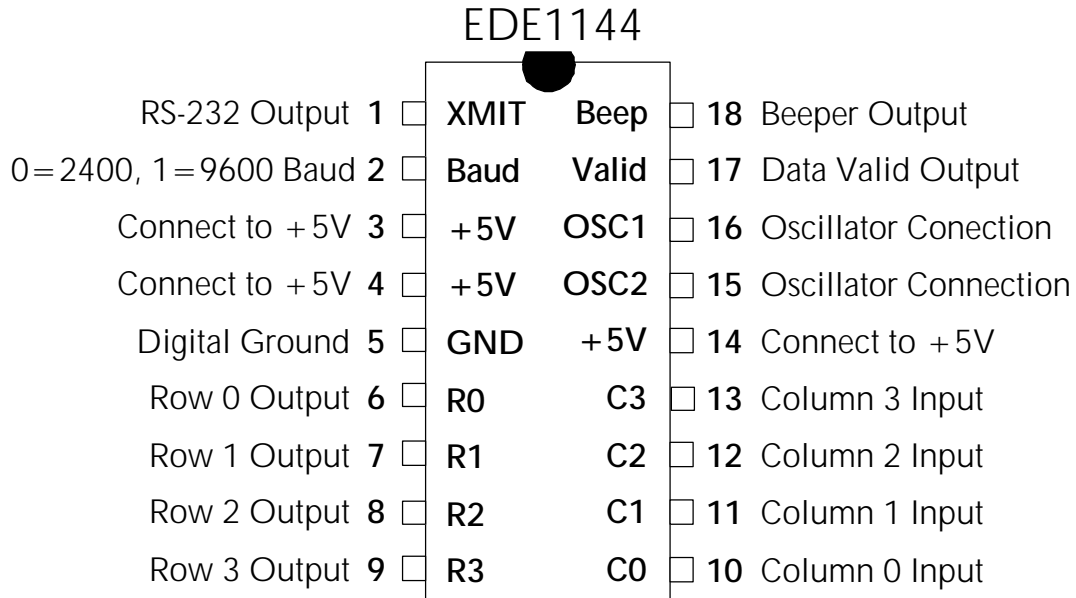 EDE1144
RS-232 Output 1 XMIT Beep 18 Beeper Output
0=2400, 1=9600 Baud 2 Baud Valid 17 Data Valid Output
Connect to +5V 3 +5V OSC1 16 Oscillator Conection
Connect to +5V 4 +5V OSC2 15 Oscillator Connection
Digital Ground 5 GND +5V 14 Connect to +5V
Row 0 Output 6 R0 C3 13 Column 3 Input
Row 1 Output 7 R1 C2 12 Column 2 Input
Row 2 Output 8 R2 C1 11 Column 1 Input
Row 3 Output 9 R3 C0 10 Column 0 Input